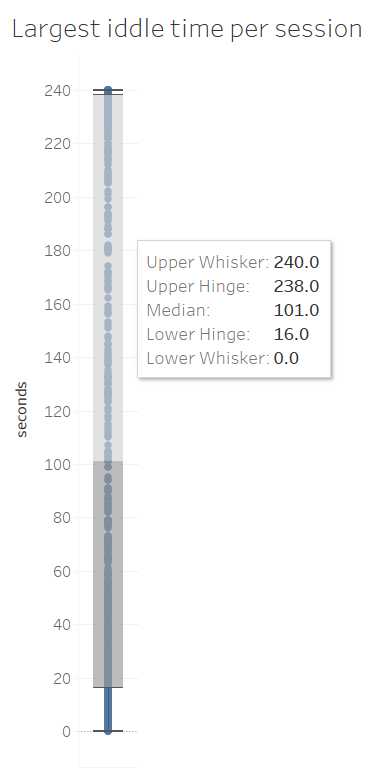 Largest iddle time per session
240
220
200
180
160
140
120
100
80
60
40
20
0
seconds
Upper Whisker: 240.0
Upper Hinge: 238.0
Median: 101.0
Lower Hinge: 16.0
Lower Whisker: 0.0